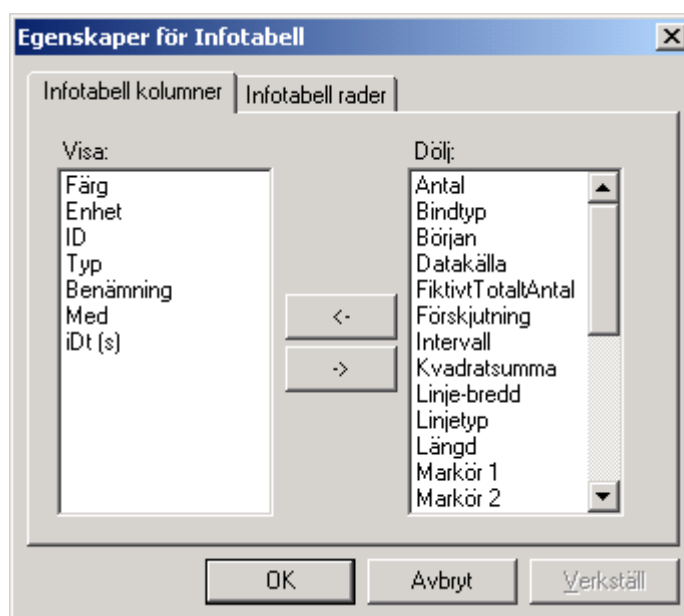 Egenskaper för Infotabell
Infotabell kolumner
Infotabell rader
Visa:
Färg
Enhet
ID
Typ
Benämning
Med
iDt (s)
<-
->
Dölj:
Antal
Bindtyp
Början
Datakälla
FiktivtTotaltAntal
Förskjutning
Intervall
Kvadratsumma
Linje-bredd
Linjetyp
Längd
Markör 1
Markör 2
OK
Avbryt
Verkställ